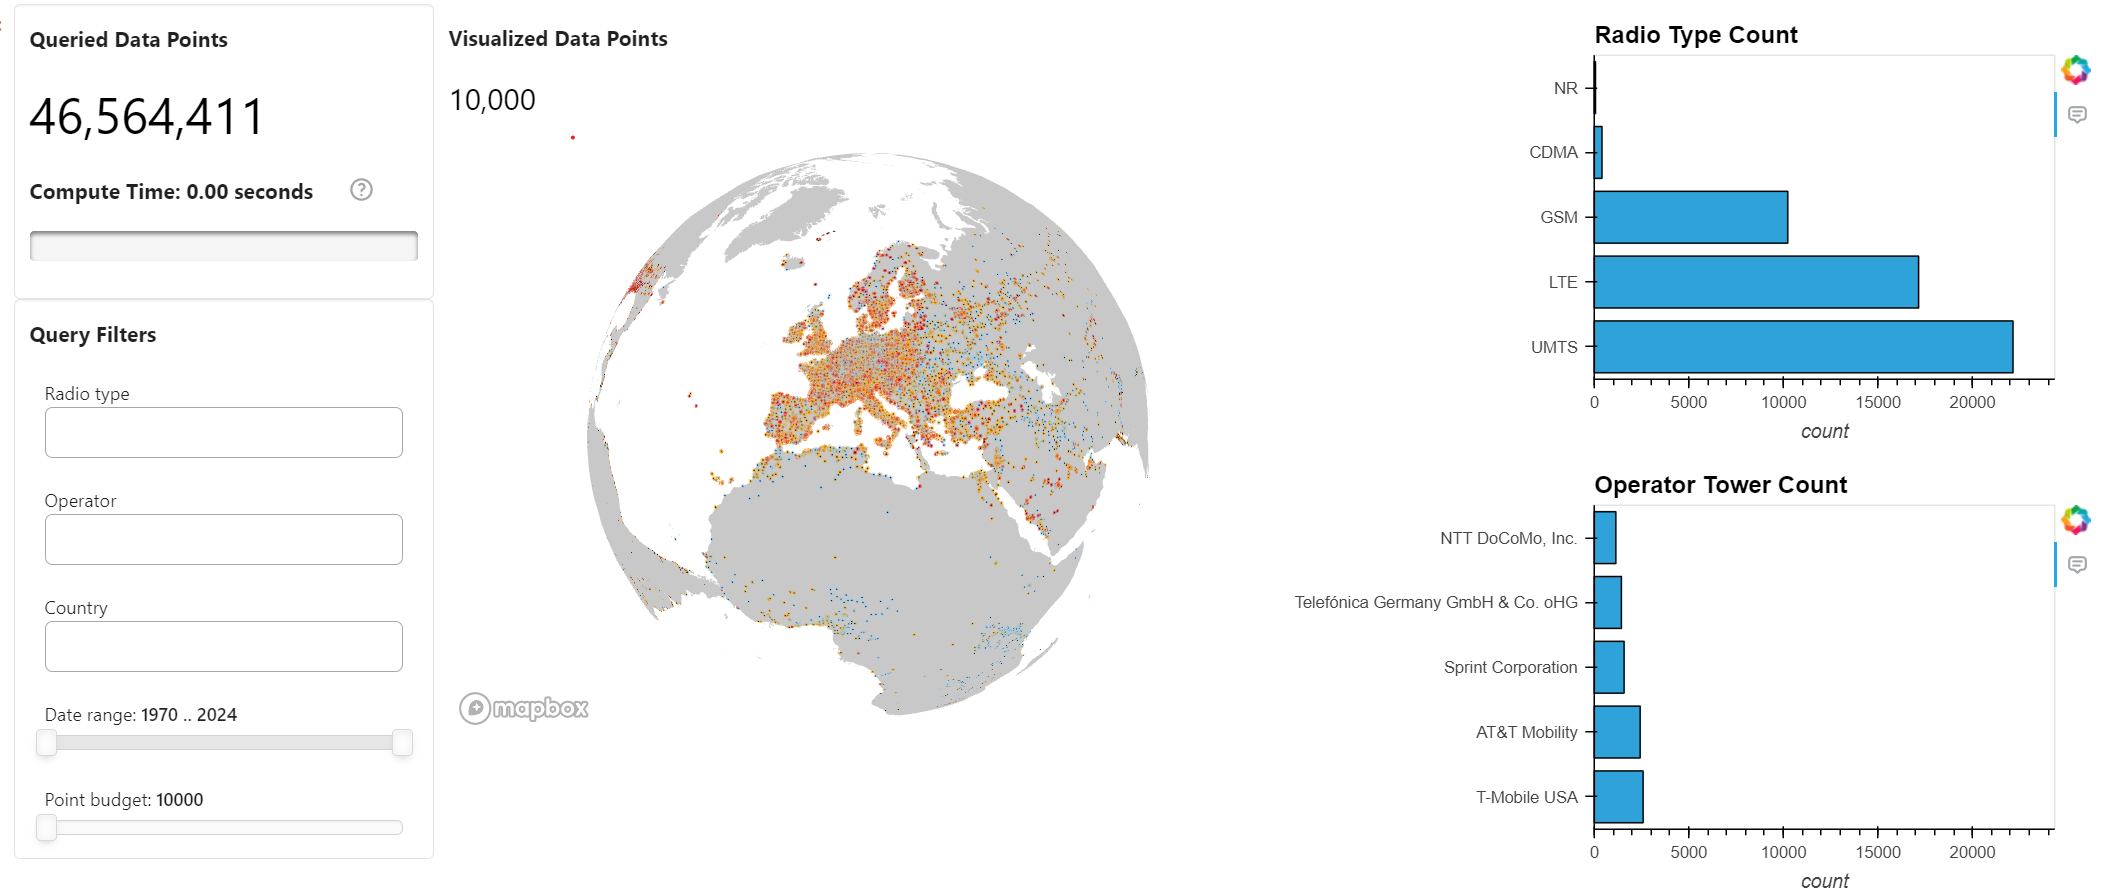 Queried Data Points
46,564,411
Compute Time: 0.00 seconds
?
Query Filters
Radio type
Operator
Country
Date range: 1970 .. 2024
Point budget: 10000
Visualized Data Points
10,000
mapbox
Radio Type Count
NR
CDMA
GSM
LTE
UMTS
0 5000 10000 15000 20000
count
Operator Tower Count
NTT DoCoMo, Inc.
Telefónica Germany GmbH & Co. oHG
Sprint Corporation
AT&T Mobility
T-Mobile USA
0 5000 10000 15000 20000
count